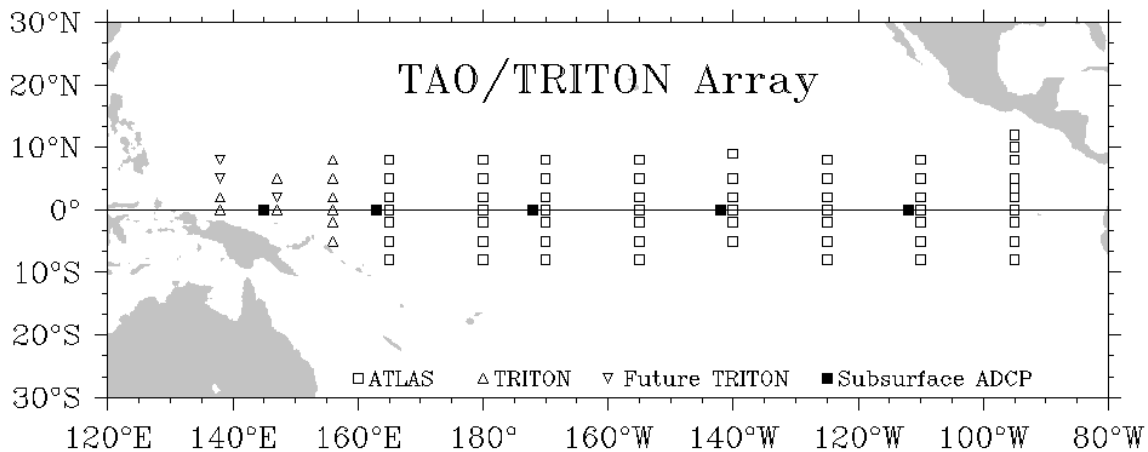 TAO/TRITON Array
30°N
20°N
10°N
0°
10°S
20°S
30°S
ATLAS TRITON Future TRITON Subsurface ADCP
120°E 140°E 160°E 180° 160°W 140°W 120°W 100°W 80°W